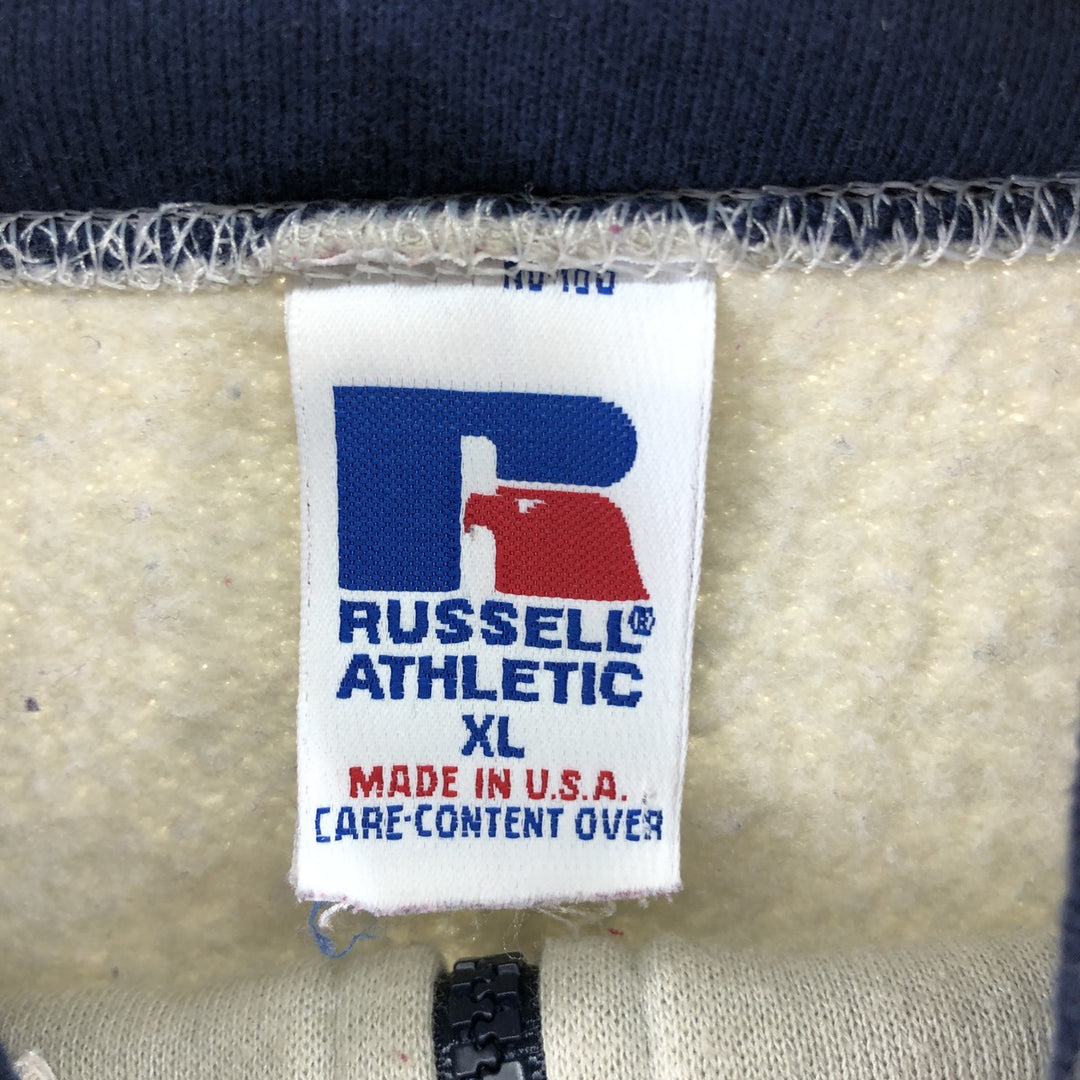 RUSSELL®
ATHLETIC
XL
MADE IN U.S.A.
CARE-CONTENT OVER